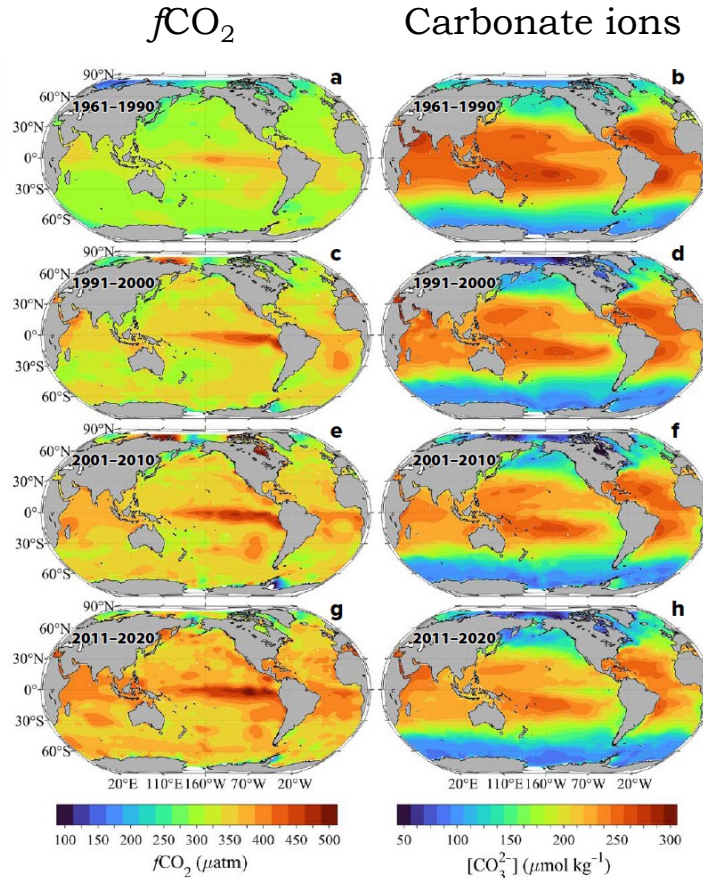 fCO₂ Carbonate ions
90°N a b
60°N 1961–1990 1961–1990
30°N
0°
30°S
60°S
90°N c d
60°N 1991–2000 1991–2000
30°N
0°
30°S
60°S
90°N e f
60°N 2001–2010 2001–2010
30°N
0°
30°S
60°S
90°N g h
60°N 2011–2020 2011–2020
30°N
0°
30°S
60°S
20°E 110°E 160°W 70°W 20°W 20°E 110°E 160°W 70°W 20°W
100 150 200 250 300 350 400 450 500 50 100 150 200 250 300
fCO₂ (μatm) [CO₃²⁻] (μmol kg⁻¹)